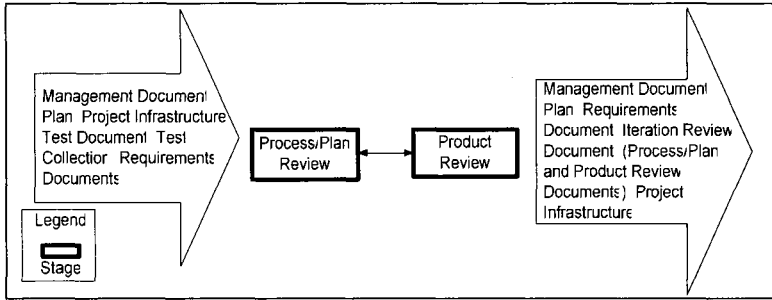 Management Document
Plan Project Infrastructure
Test Document Test
Collection Requirements
Documents
Process/Plan
Review
Product
Review
Management Document
Plan Requirements
Document Iteration Review
Document (Process/Plan
and Product Review
Documents) Project
Infrastructure
Legend
Stage